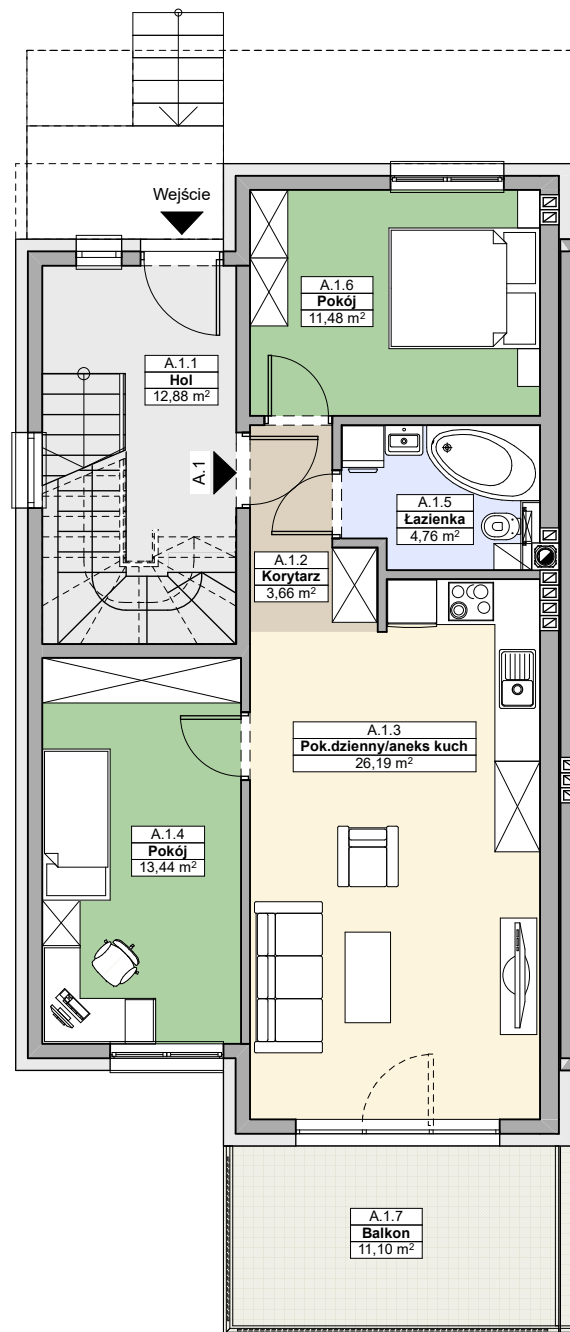 Wejście
A.1.6
Pokój
11,48 m²
A.1.1
Hol
12,88 m²
A.1
A.1.5
Łazienka
4,76 m²
A.1.2
Korytarz
3,66 m²
A.1.3
Pok.dzienny/aneks kuch
26,19 m²
A.1.4
Pokój
13,44 m²
A.1.7
Balkon
11,10 m²